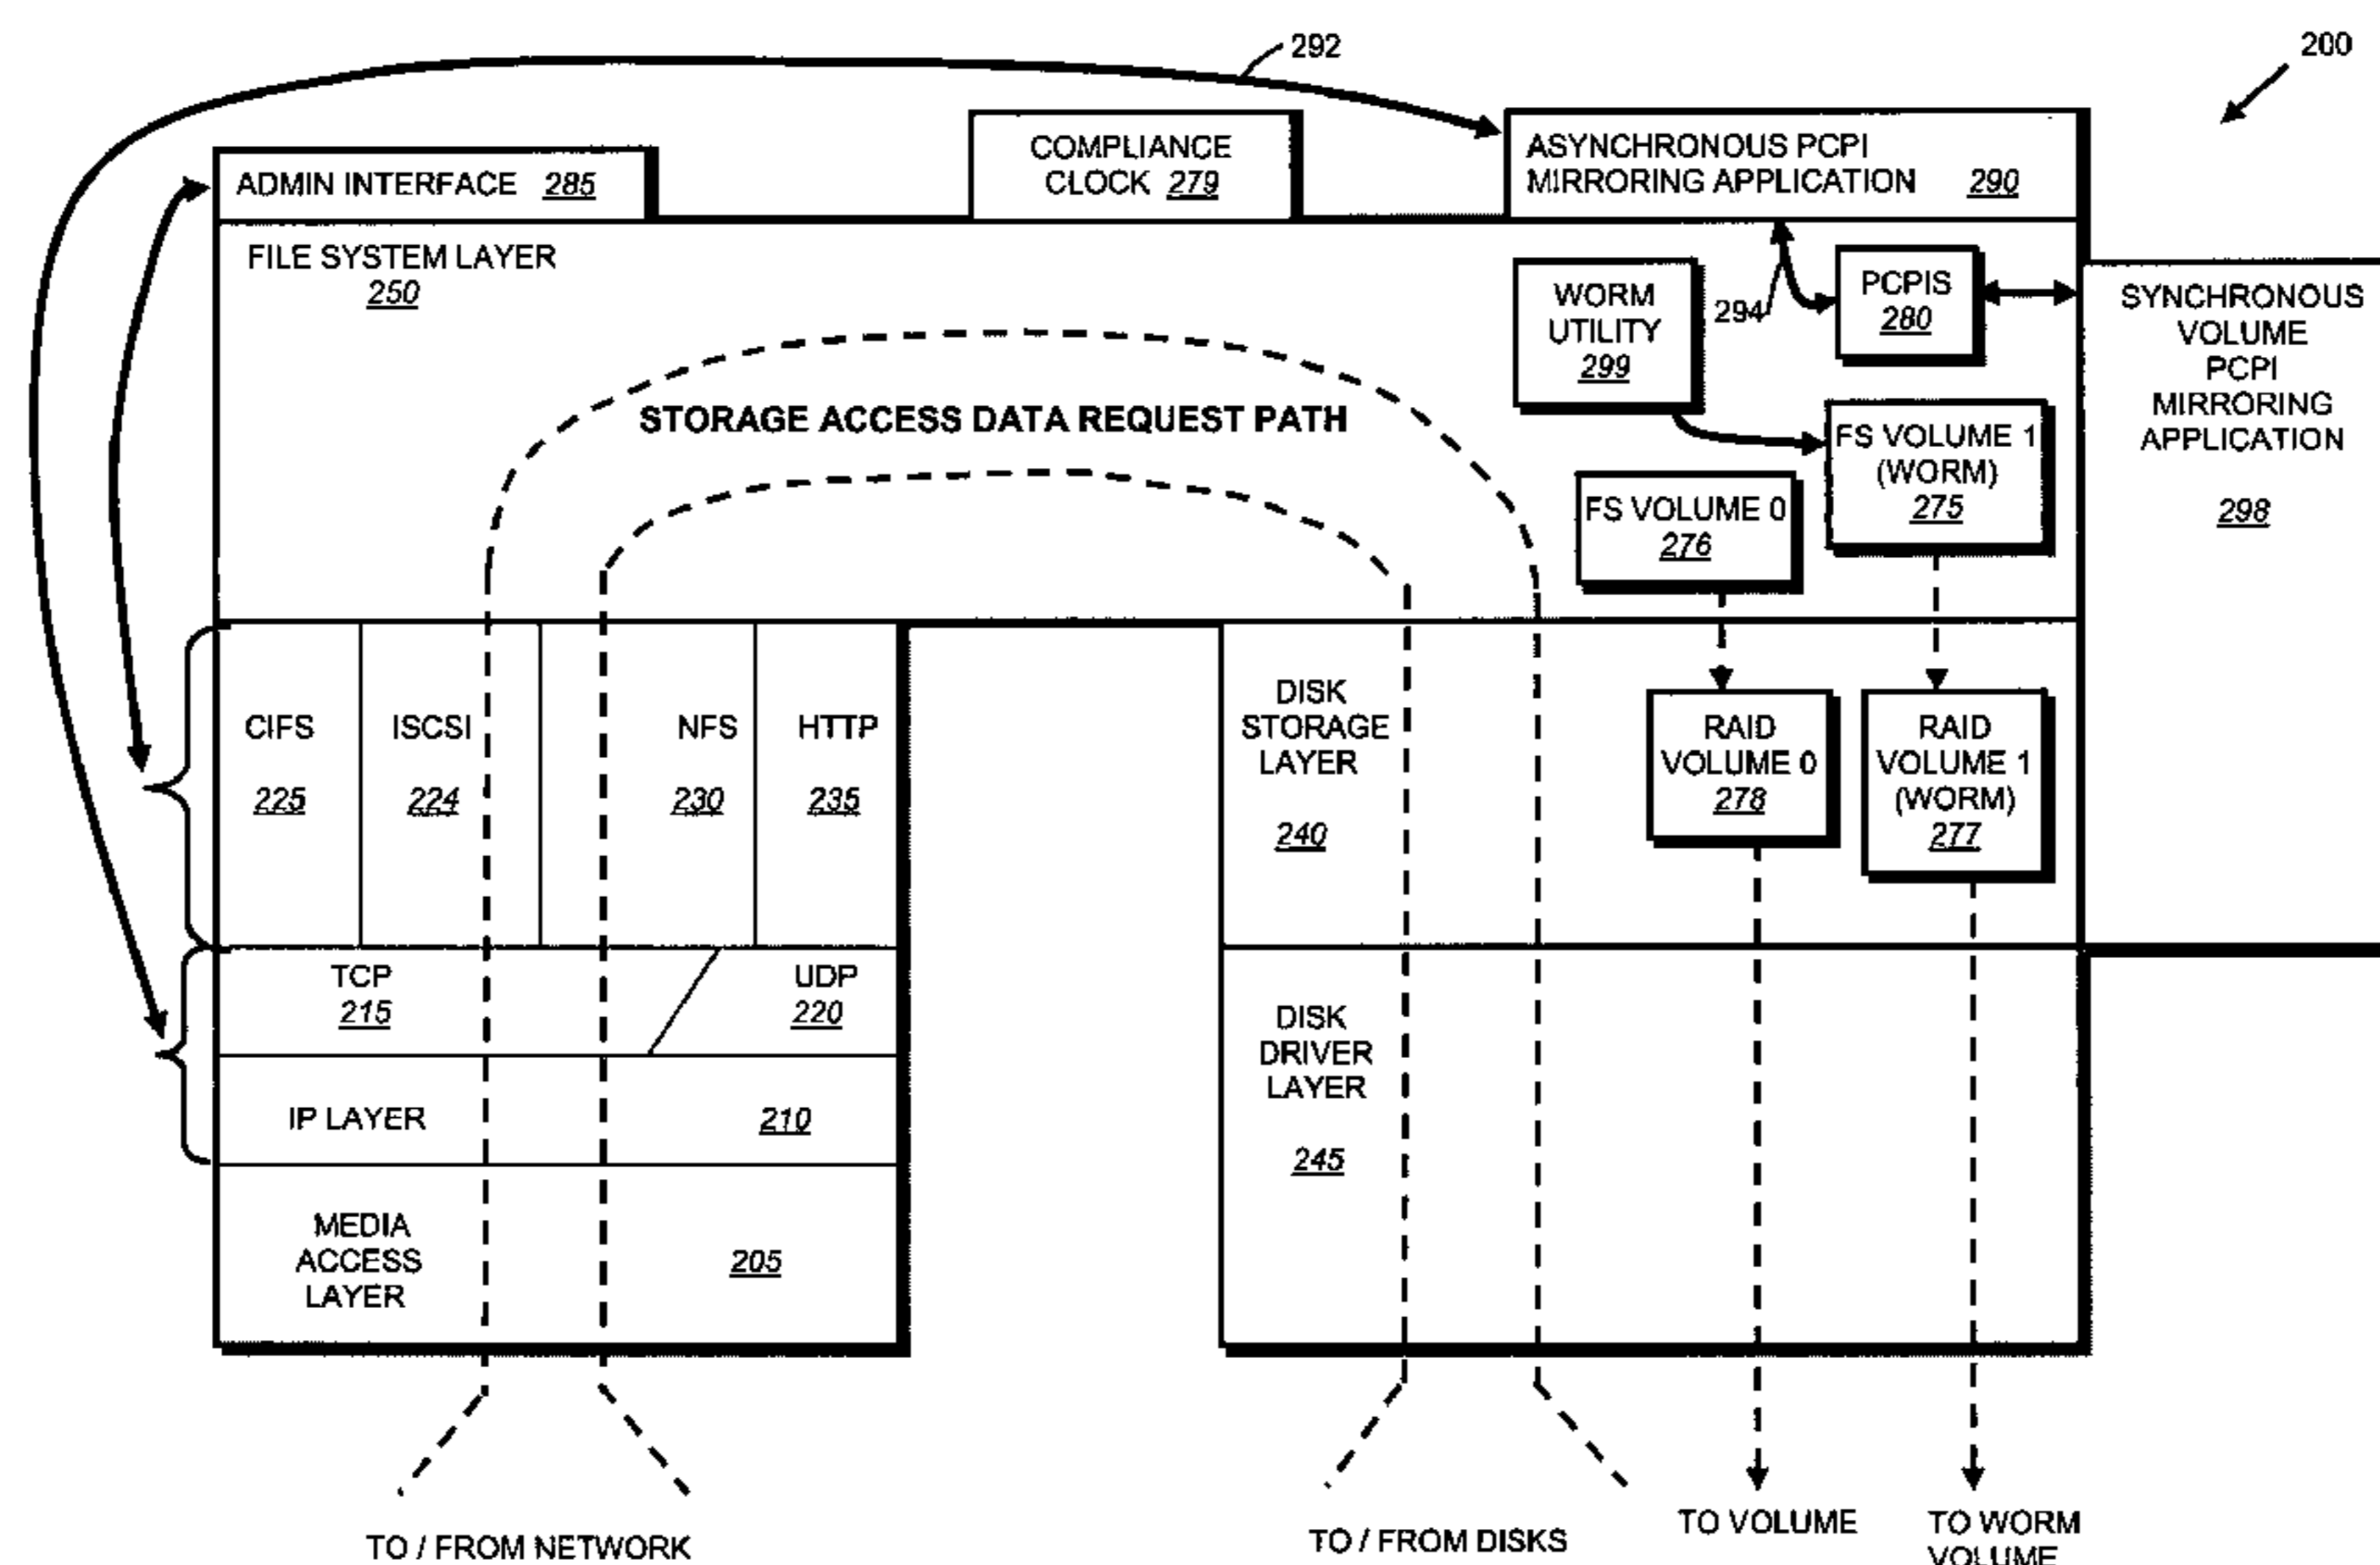 292
200
ADMIN INTERFACE 285
COMPLIANCE
CLOCK 279
ASYNCHRONOUS PCPI
MIRRORING APPLICATION 290
FILE SYSTEM LAYER
250
WORM
UTILITY
299
294
PCPIS
280
SYNCHRONOUS
VOLUME
PCPI
MIRRORING
APPLICATION
298
STORAGE ACCESS DATA REQUEST PATH
FS VOLUME 1
(WORM)
275
FS VOLUME 0
276
CIFS
225
ISCSI
224
NFS
230
HTTP
235
DISK
STORAGE
LAYER
240
RAID
VOLUME 0
278
RAID
VOLUME 1
(WORM)
277
TCP
215
UDP
220
IP LAYER 210
DISK
DRIVER
LAYER
245
MEDIA
ACCESS
LAYER
205
TO / FROM NETWORK
TO / FROM DISKS
TO VOLUME
TO WORM
VOLUME